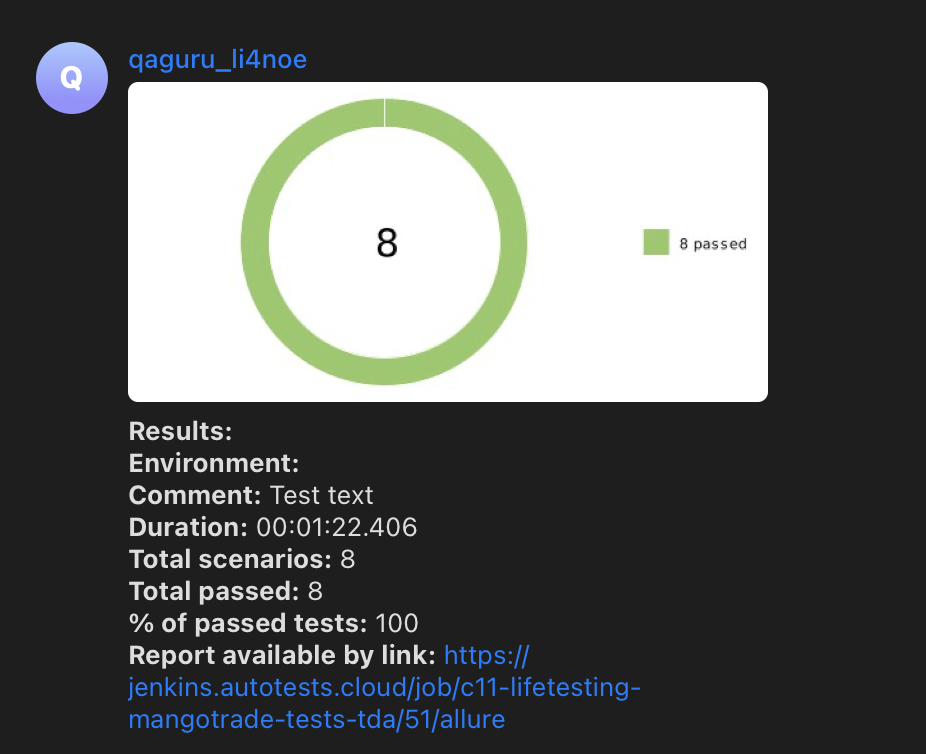 Q
qaguru_li4noe
8
8 passed
Results:
Environment:
Comment: Test text
Duration: 00:01:22.406
Total scenarios: 8
Total passed: 8
% of passed tests: 100
Report available by link: https://
jenkins.autotests.cloud/job/c11-lifetesting-
mangotrade-tests-tda/51/allure